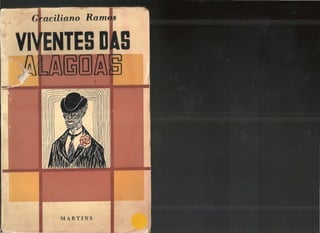 Graciliano Ramos
VIVENTES DAS
ALAGOAS
MARTINS